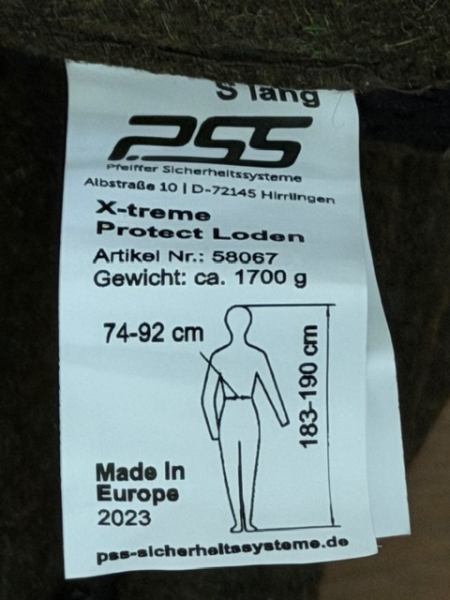 S lang
PSS
Pfeiffer Sicherheitssysteme
Albstraße 10 | D-72145 Hirrlingen
X-treme
Protect Loden
Artikel Nr.: 58067
Gewicht: ca. 1700 g
74-92 cm
183-190 cm
Made in
Europe
2023
pss-sicherheitssysteme.de